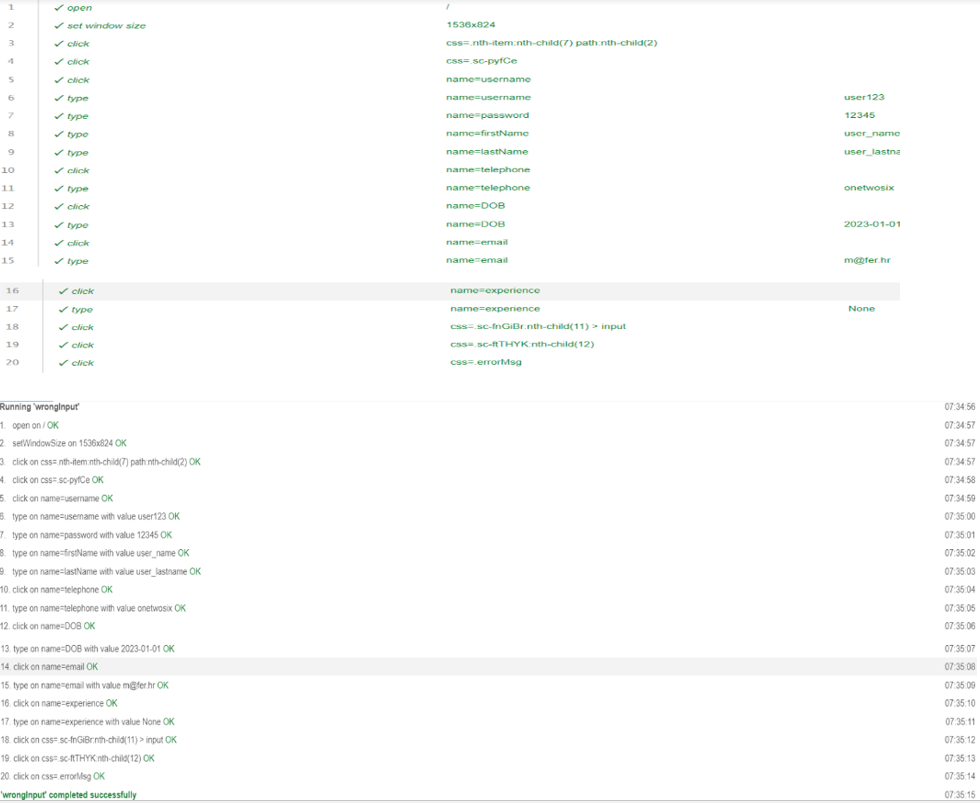 1 ✓ open /
2 ✓ set window size 1536x824
3 ✓ click css=.nth-item:nth-child(7) path:nth-child(2)
4 ✓ click css=.sc-pyfCe
5 ✓ click name=username
6 ✓ type name=username user123
7 ✓ type name=password 12345
8 ✓ type name=firstName user_name
9 ✓ type name=lastName user_lastna
10 ✓ click name=telephone
11 ✓ type name=telephone onetwosix
12 ✓ click name=DOB
13 ✓ type name=DOB 2023-01-01
14 ✓ click name=email
15 ✓ type name=email m@fer.hr
16 ✓ click name=experience
17 ✓ type name=experience None
18 ✓ click css=.sc-fnGiBr:nth-child(11) > input
19 ✓ click css=.sc-ftTHYK:nth-child(12)
20 ✓ click css=.errorMsg
Running 'wrongInput' 07:34:56
1. open on / OK 07:34:57
2. setWindowSize on 1536x824 OK 07:34:57
3. click on css=.nth-item:nth-child(7) path:nth-child(2) OK 07:34:57
4. click on css=.sc-pyfCe OK 07:34:58
5. click on name=username OK 07:34:59
6. type on name=username with value user123 OK 07:35:00
7. type on name=password with value 12345 OK 07:35:01
8. type on name=firstName with value user_name OK 07:35:02
9. type on name=lastName with value user_lastname OK 07:35:03
10. click on name=telephone OK 07:35:04
11. type on name=telephone with value onetwosix OK 07:35:05
12. click on name=DOB OK 07:35:06
13. type on name=DOB with value 2023-01-01 OK 07:35:07
14. click on name=email OK 07:35:08
15. type on name=email with value m@fer.hr OK 07:35:09
16. click on name=experience OK 07:35:10
17. type on name=experience with value None OK 07:35:11
18. click on css=.sc-fnGiBr:nth-child(11) > input OK 07:35:12
19. click on css=.sc-ftTHYK:nth-child(12) OK 07:35:13
20. click on css=.errorMsg OK 07:35:14
'wrongInput' completed successfully 07:35:15